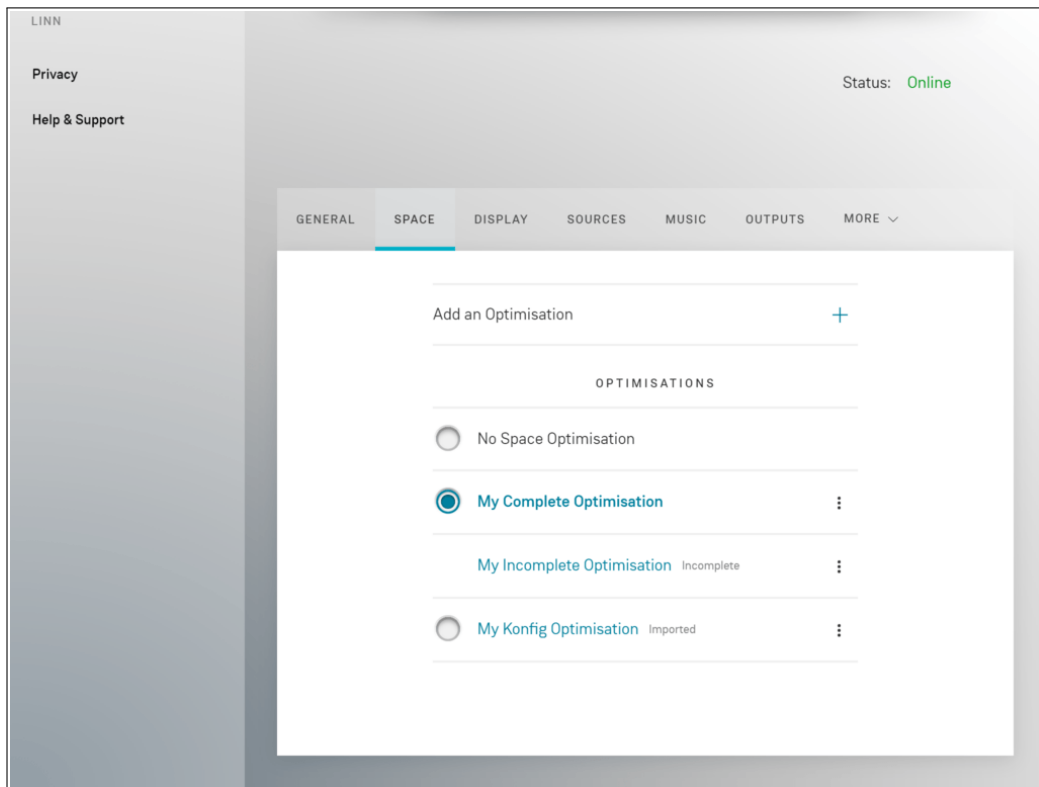 LINN
Privacy
Help & Support
Status: Online
GENERAL SPACE DISPLAY SOURCES MUSIC OUTPUTS MORE
Add an Optimisation +
OPTIMISATIONS
No Space Optimisation
My Complete Optimisation
My Incomplete Optimisation Incomplete
My Konfig Optimisation Imported